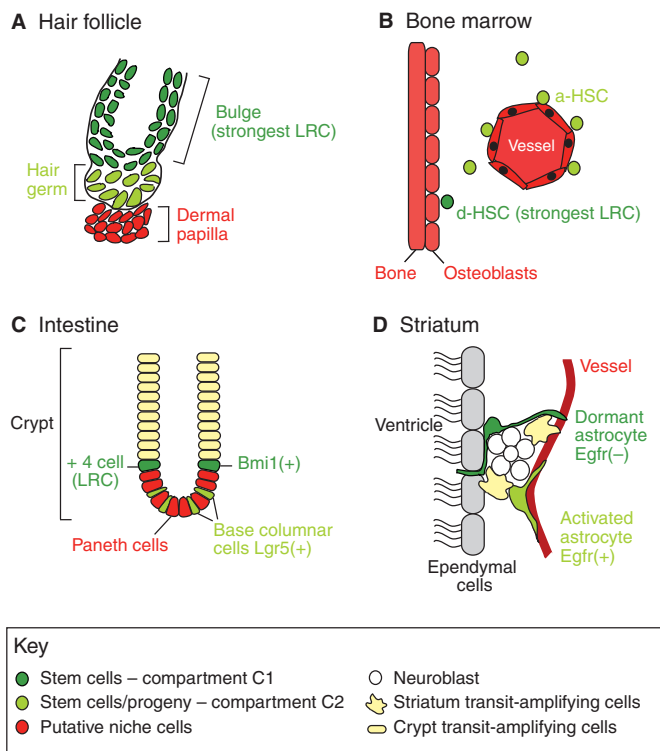 A Hair follicle
Bulge
(strongest LRC)
Hair
germ
Dermal
papilla
B Bone marrow
a-HSC
Vessel
d-HSC (strongest LRC)
Bone
Osteoblasts
C Intestine
Crypt
+ 4 cell
(LRC)
Bmi1(+)
Paneth cells
Base columnar
cells Lgr5(+)
D Striatum
Vessel
Ventricle
Dormant
astrocyte
Egfr(–)
Activated
astrocyte
Egfr(+)
Ependymal
cells
Key
Stem cells – compartment C1
Stem cells/progeny – compartment C2
Putative niche cells
Neuroblast
Striatum transit-amplifying cells
Crypt transit-amplifying cells